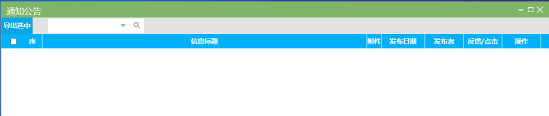 通知公告
导出选中
序 信息标题 附件 发布日期 发布者 反馈/点击 操作